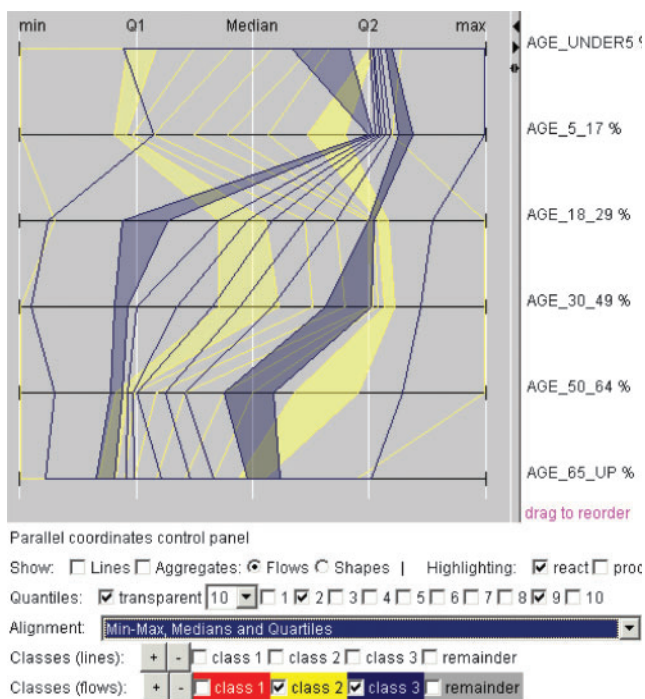 min Q1 Median Q2 max
AGE_UNDER5 %
AGE_5_17 %
AGE_18_29 %
AGE_30_49 %
AGE_50_64 %
AGE_65_UP %
drag to reorder
Parallel coordinates control panel
Show: Lines Aggregates: Flows Shapes | Highlighting: react proc
Quantiles: transparent 10 1 2 3 4 5 6 7 8 9 10
Alignment: Min-Max, Medians and Quartiles
Classes (lines): + - class 1 class 2 class 3 remainder
Classes (flows): + - class 1 class 2 class 3 remainder